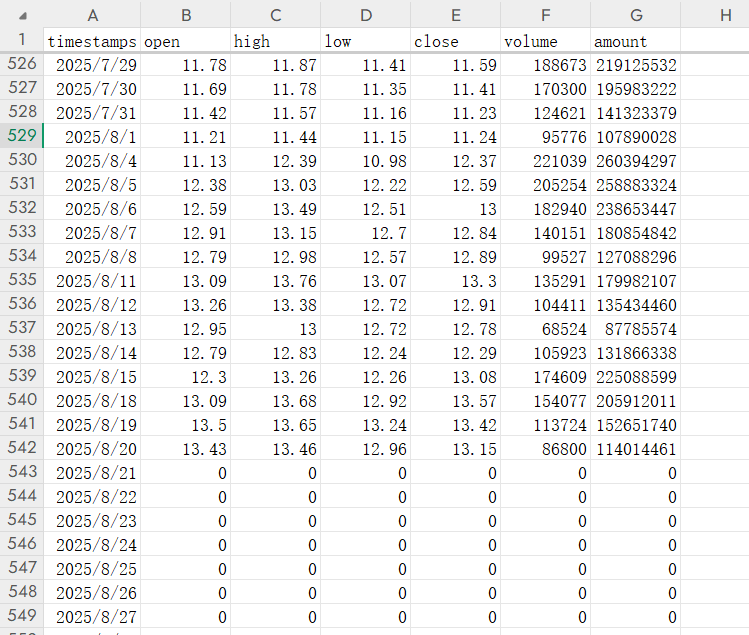 A B C D E F G H
1 timestamps open high low close volume amount
526 2025/7/29 11.78 11.87 11.41 11.59 188673 219125532
527 2025/7/30 11.69 11.78 11.35 11.41 170300 195983222
528 2025/7/31 11.42 11.57 11.16 11.23 124621 141323379
529 2025/8/1 11.21 11.44 11.15 11.24 95776 107890028
530 2025/8/4 11.13 12.39 10.98 12.37 221039 260394297
531 2025/8/5 12.38 13.03 12.22 12.59 205254 258883324
532 2025/8/6 12.59 13.49 12.51 13 182940 238653447
533 2025/8/7 12.91 13.15 12.7 12.84 140151 180854842
534 2025/8/8 12.79 12.98 12.57 12.89 99527 127088296
535 2025/8/11 13.09 13.76 13.07 13.3 135291 179982107
536 2025/8/12 13.26 13.38 12.72 12.91 104411 135434460
537 2025/8/13 12.95 13 12.72 12.78 68524 87785574
538 2025/8/14 12.79 12.83 12.24 12.29 105923 131866338
539 2025/8/15 12.3 13.26 12.26 13.08 174609 225088599
540 2025/8/18 13.09 13.68 12.92 13.57 154077 205912011
541 2025/8/19 13.5 13.65 13.24 13.42 113724 152651740
542 2025/8/20 13.43 13.46 12.96 13.15 86800 114014461
543 2025/8/21 0 0 0 0 0 0
544 2025/8/22 0 0 0 0 0 0
545 2025/8/23 0 0 0 0 0 0
546 2025/8/24 0 0 0 0 0 0
547 2025/8/25 0 0 0 0 0 0
548 2025/8/26 0 0 0 0 0 0
549 2025/8/27 0 0 0 0 0 0